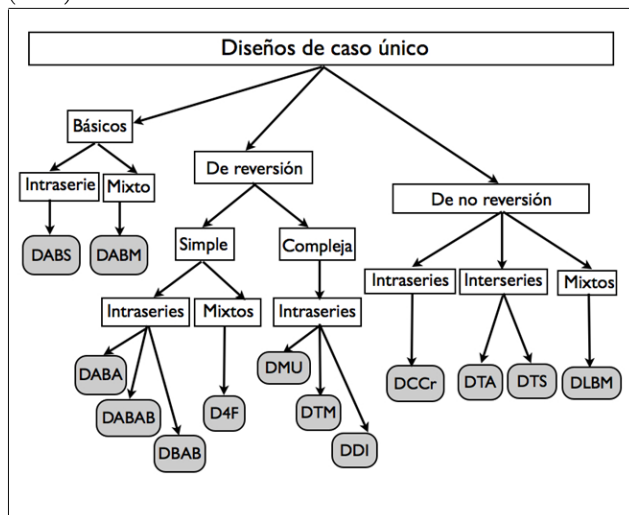 Diseños de caso único
Básicos
De reversión
De no reversión
Intraserie
Mixto
Simple
Compleja
DABS
DABM
Intraseries
Interseries
Mixtos
Intraseries
Mixtos
Intraseries
DMU
DABA
DCCr
DTA
DTS
DLBM
DABAB
D4F
DTM
DBAB
DDI